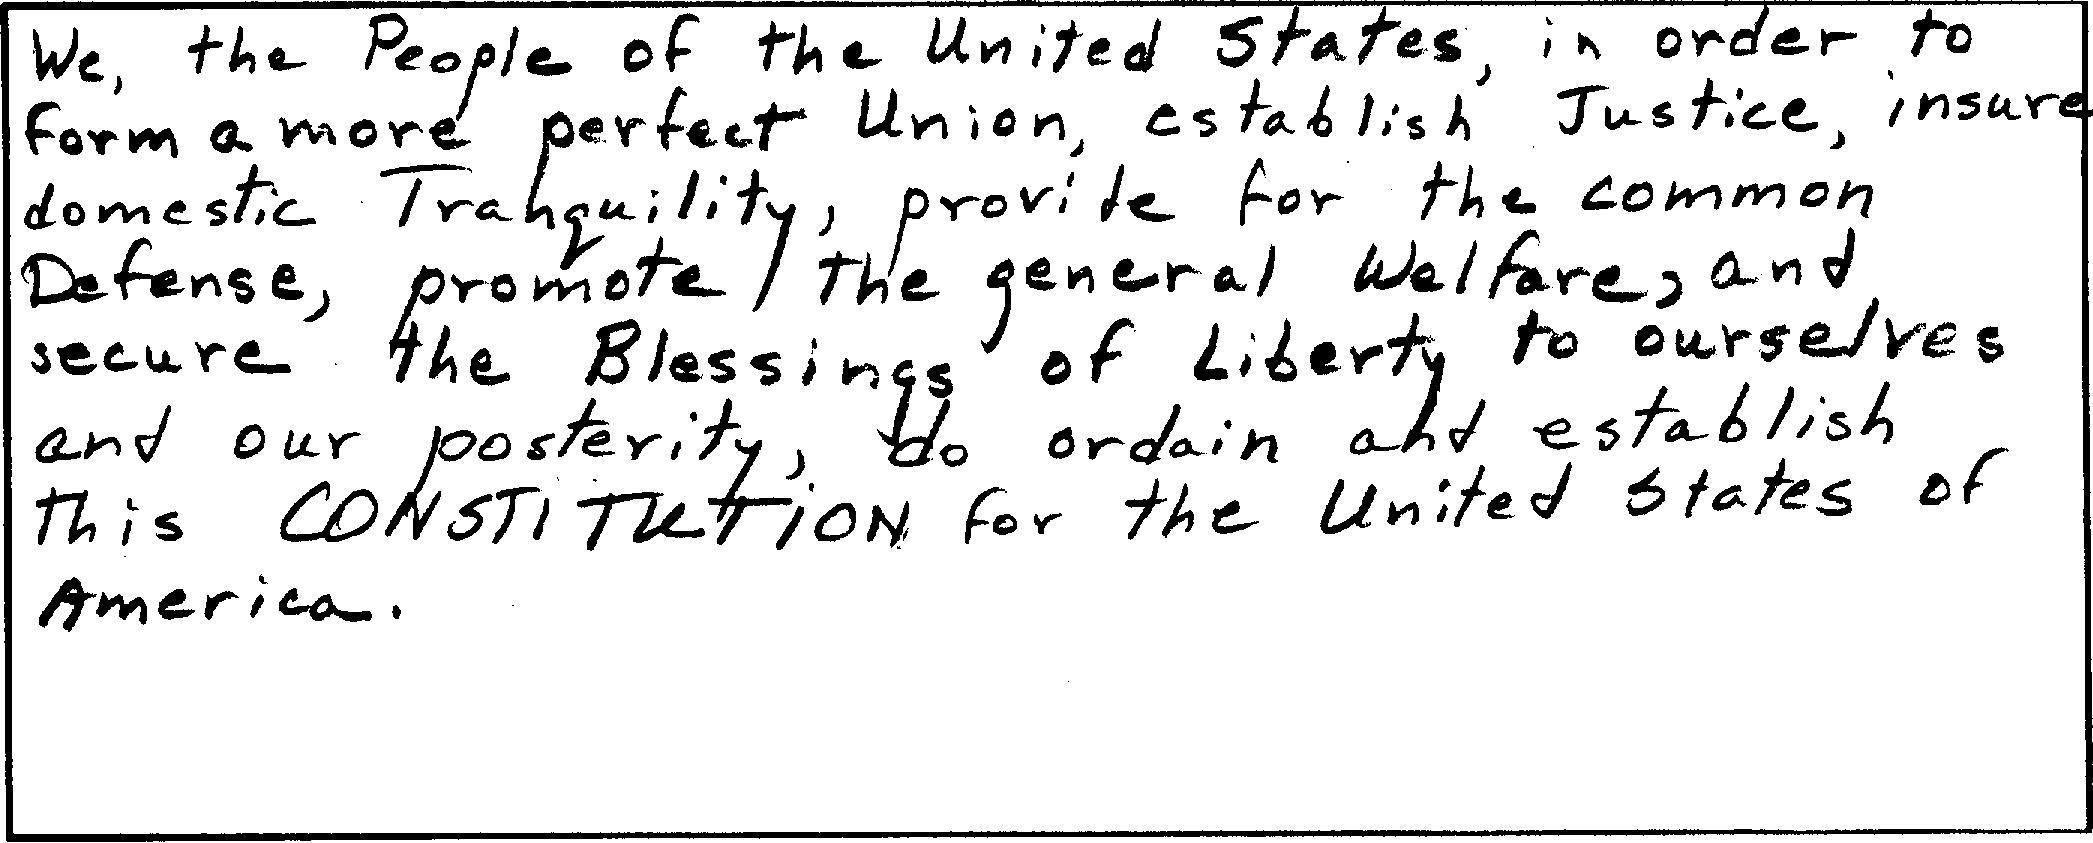 We, the People of the United States, in order to
form a more perfect Union, establish Justice, insure
domestic Tranquility, provide for the common
Defense, promote the general Welfare, and
secure the Blessings of Liberty to ourselves
and our posterity, do ordain and establish
this CONSTITUTION for the United States of
America.